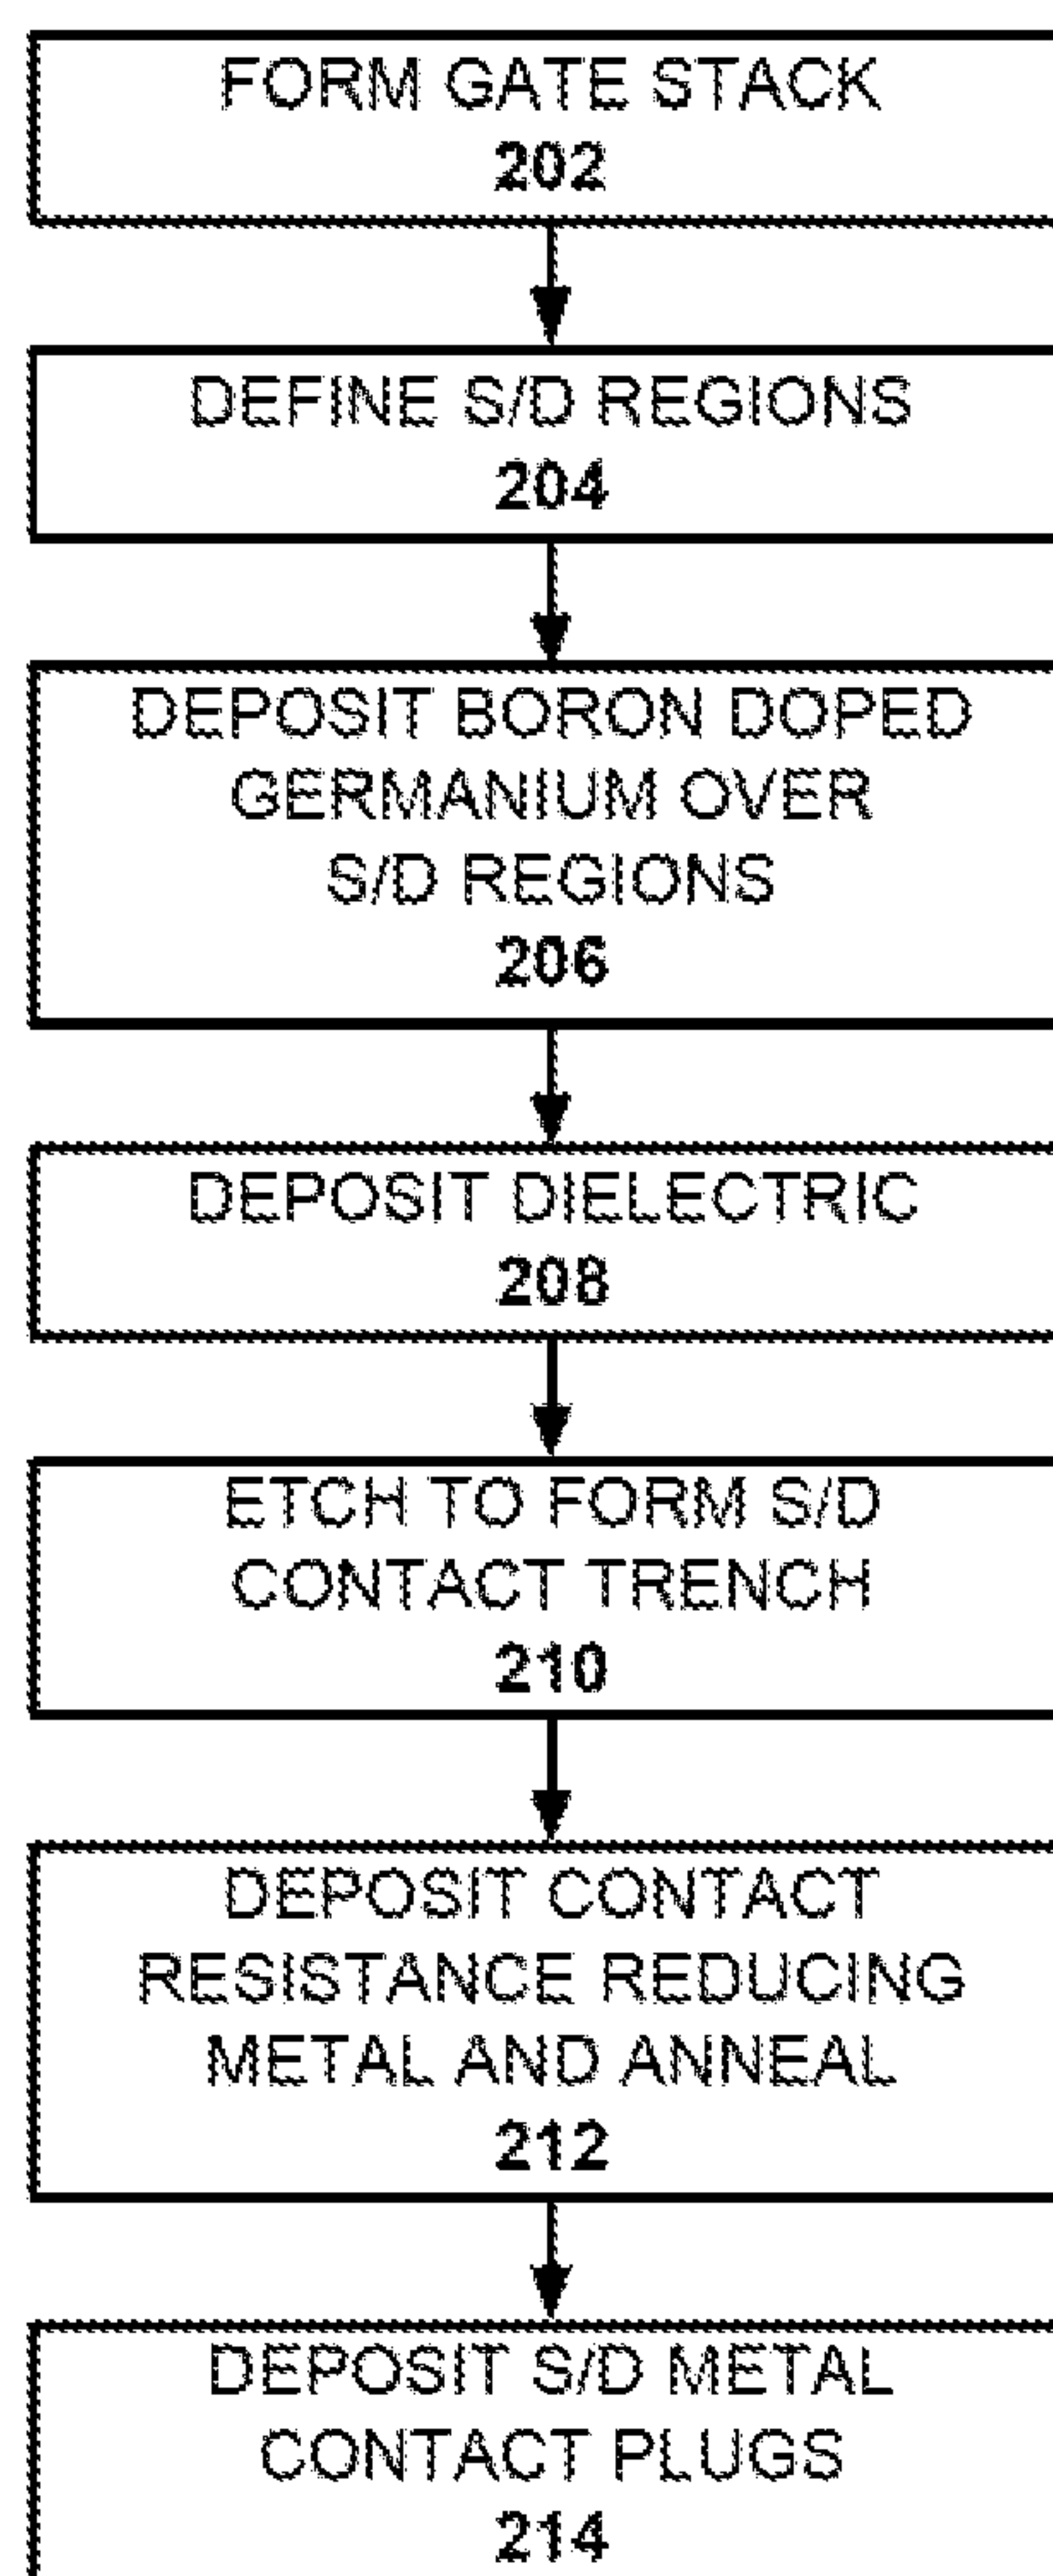 FORM GATE STACK
202
DEFINE S/D REGIONS
204
DEPOSIT BORON DOPED
GERMANIUM OVER
S/D REGIONS
206
DEPOSIT DIELECTRIC
208
ETCH TO FORM S/D
CONTACT TRENCH
210
DEPOSIT CONTACT
RESISTANCE REDUCING
METAL AND ANNEAL
212
DEPOSIT S/D METAL
CONTACT PLUGS
214